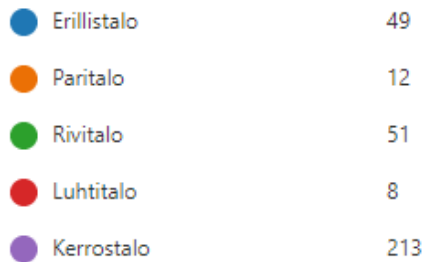 Erillistalo 49
Paritalo 12
Rivitalo 51
Luhtitalo 8
Kerrostalo 213